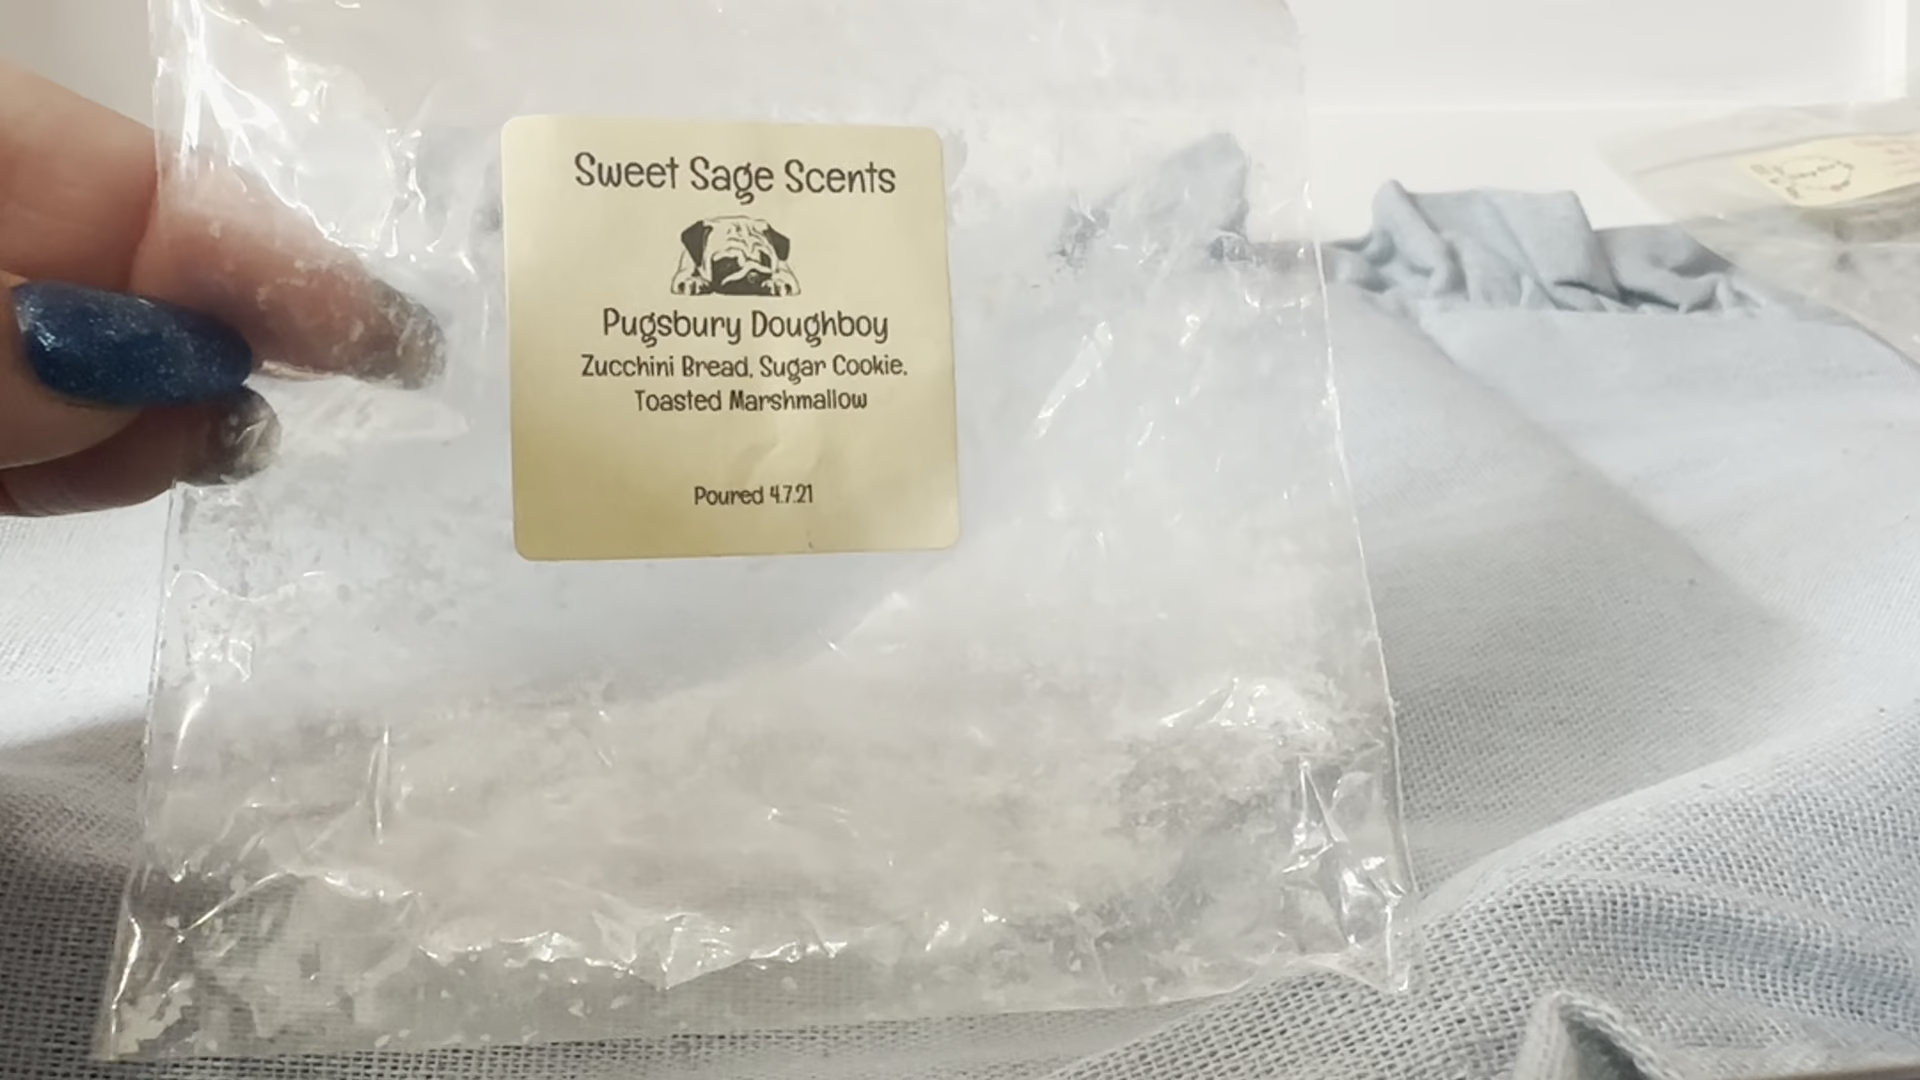 Sweet Sage Scents
Pugsbury Doughboy
Zucchini Bread, Sugar Cookie,
Toasted Marshmallow
Poured 4.7.21